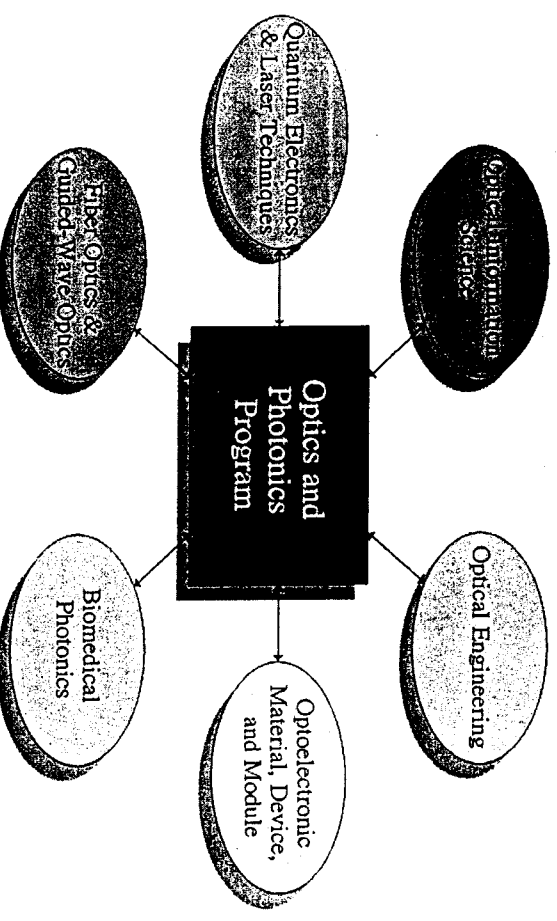 Optical Information
Science
Optical Engineering
Quantum Electronics
& Laser Techniques
Optics and
Photonics
Program
Optoelectronic
Material, Device,
and Module
Fiber Optics &
Guided-Wave Optics
Biomedical
Photonics